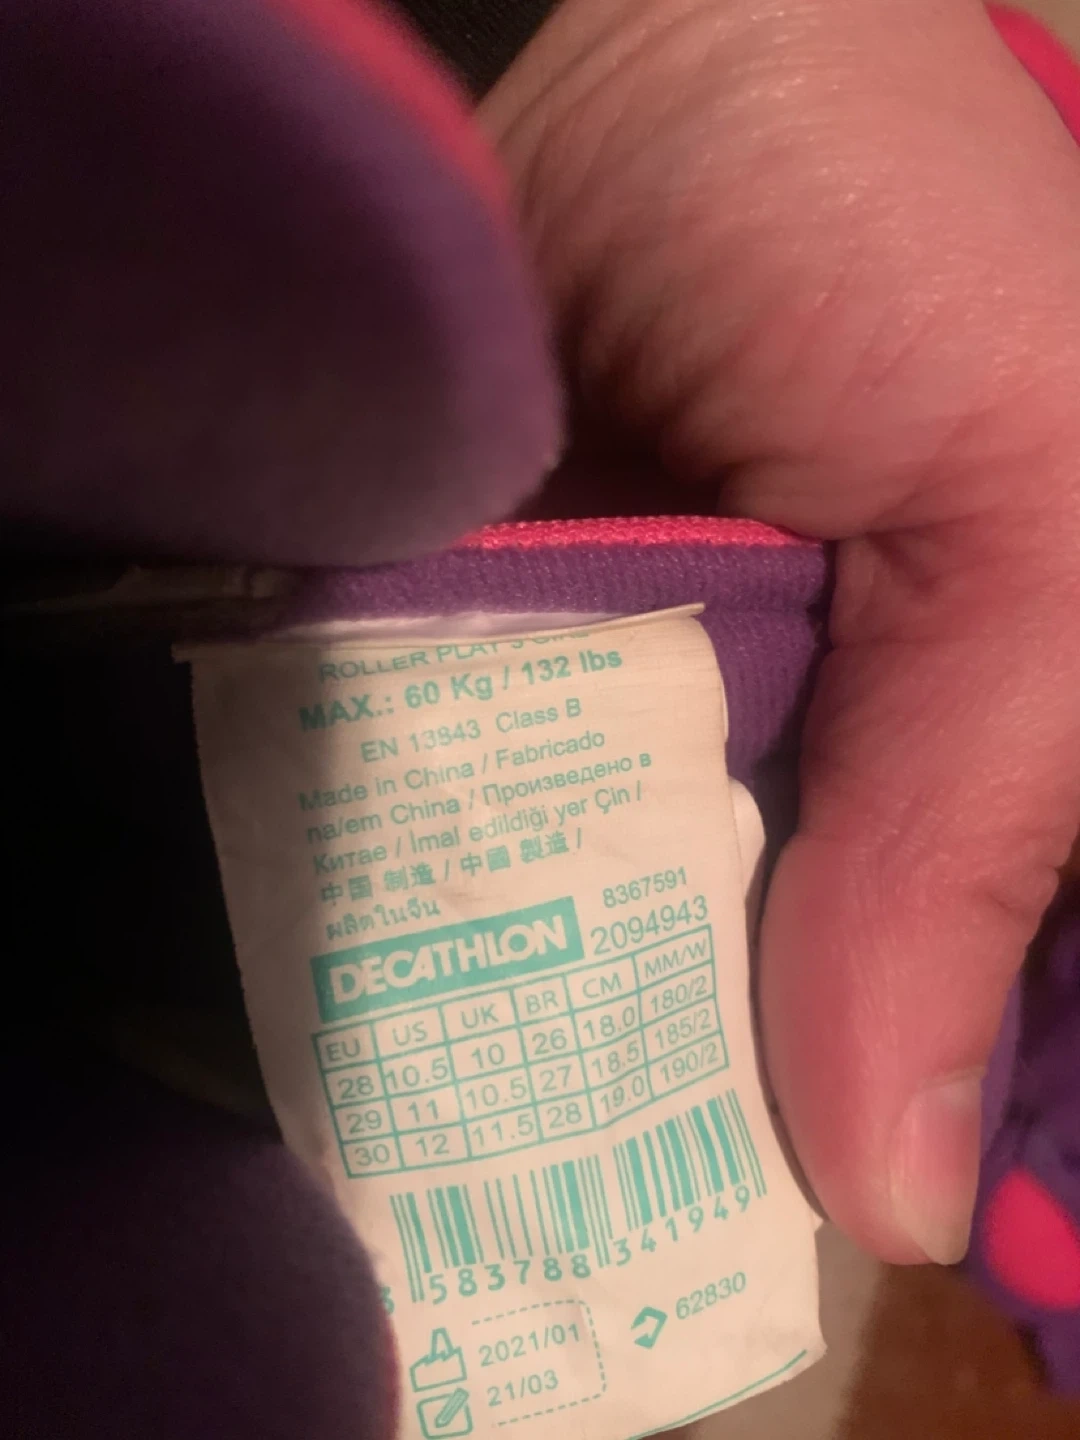 ROLLER PLAY 3 GIRL
MAX.: 60 Kg / 132 lbs
EN 13843 Class B
Made in China / Fabricado
na/em China / Произведено в
Китае / İmal edildiği yer Çin /
中国 制造 / 中國 製造 /
ผลิตในจีน
8367591
DECATHLON 2094943
EU US UK BR CM MM/W
28 10.5 10 26 18.0 180/2
29 11 10.5 27 18.5 185/2
30 12 11.5 28 19.0 190/2
3 583788 341949
2021/01
62830
21/03